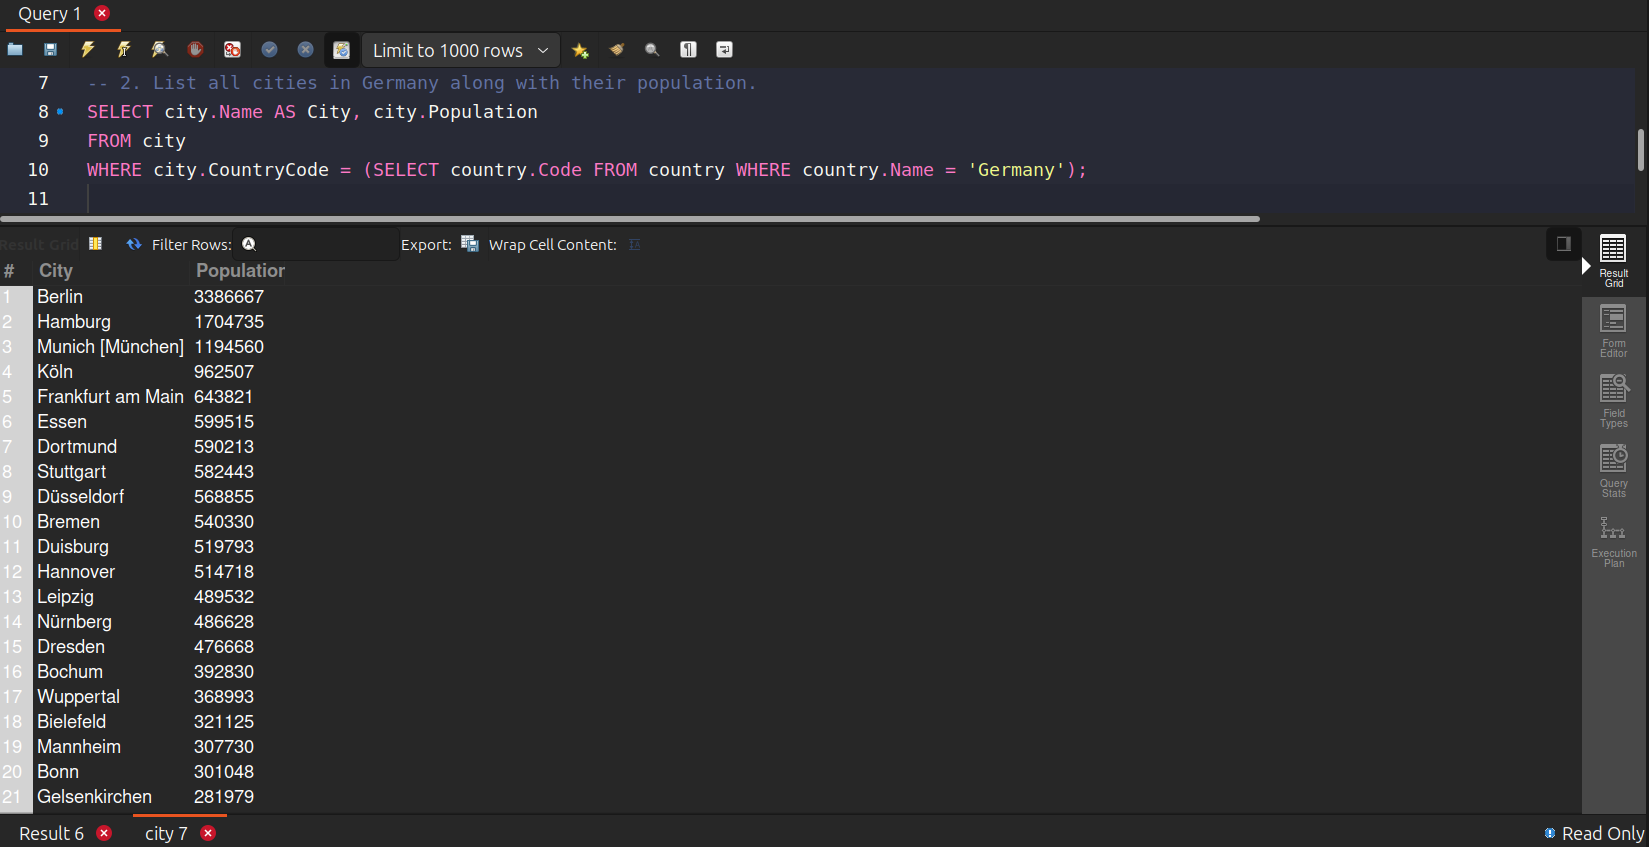 Query 1
Limit to 1000 rows
7 -- 2. List all cities in Germany along with their population.
8 SELECT city.Name AS City, city.Population
9 FROM city
10 WHERE city.CountryCode = (SELECT country.Code FROM country WHERE country.Name = 'Germany');
11
Result Grid Filter Rows: Export: Wrap Cell Content:
# City Population
1 Berlin 3386667
2 Hamburg 1704735
3 Munich [München] 1194560
4 Köln 962507
5 Frankfurt am Main 643821
6 Essen 599515
7 Dortmund 590213
8 Stuttgart 582443
9 Düsseldorf 568855
10 Bremen 540330
11 Duisburg 519793
12 Hannover 514718
13 Leipzig 489532
14 Nürnberg 486628
15 Dresden 476668
16 Bochum 392830
17 Wuppertal 368993
18 Bielefeld 321125
19 Mannheim 307730
20 Bonn 301048
21 Gelsenkirchen 281979
Result
Grid
Form
Editor
Field
Types
Query
Stats
Execution
Plan
Result 6 city 7 Read Only